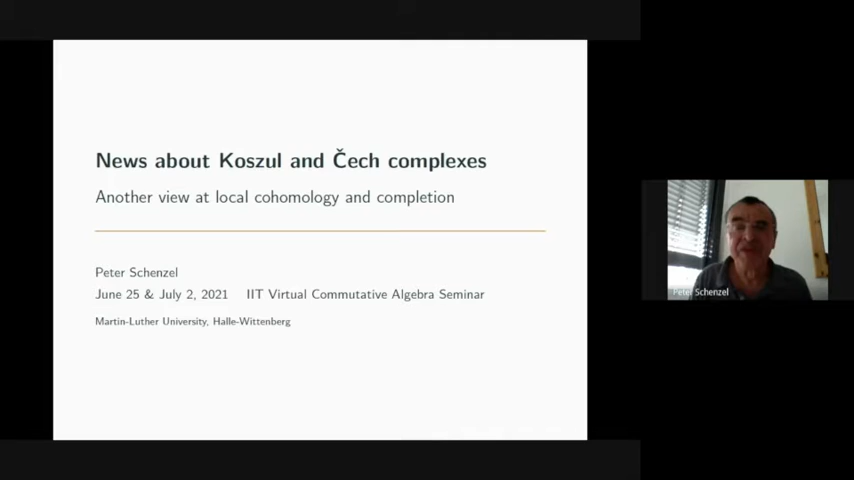 News about Koszul and Čech complexes
Another view at local cohomology and completion
Peter Schenzel
June 25 & July 2, 2021 IIT Virtual Commutative Algebra Seminar
Martin-Luther University, Halle-Wittenberg
Peter Schenzel